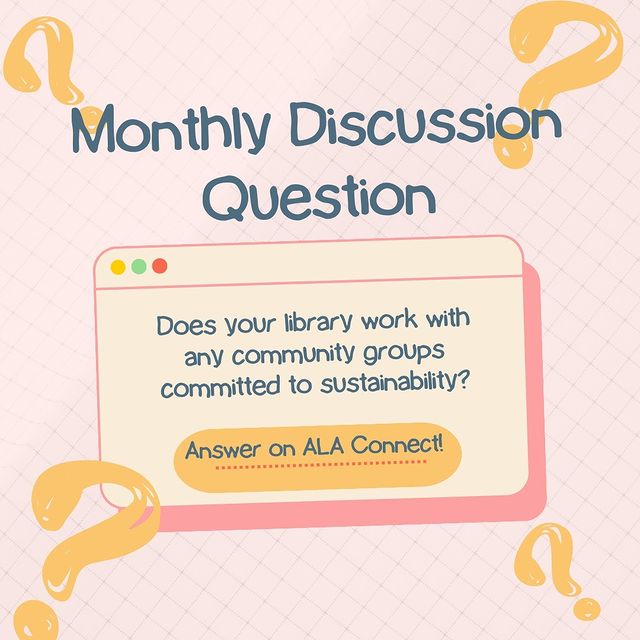 Monthly Discussion
Question
Does your library work with
any community groups
committed to sustainability?
Answer on ALA Connect!